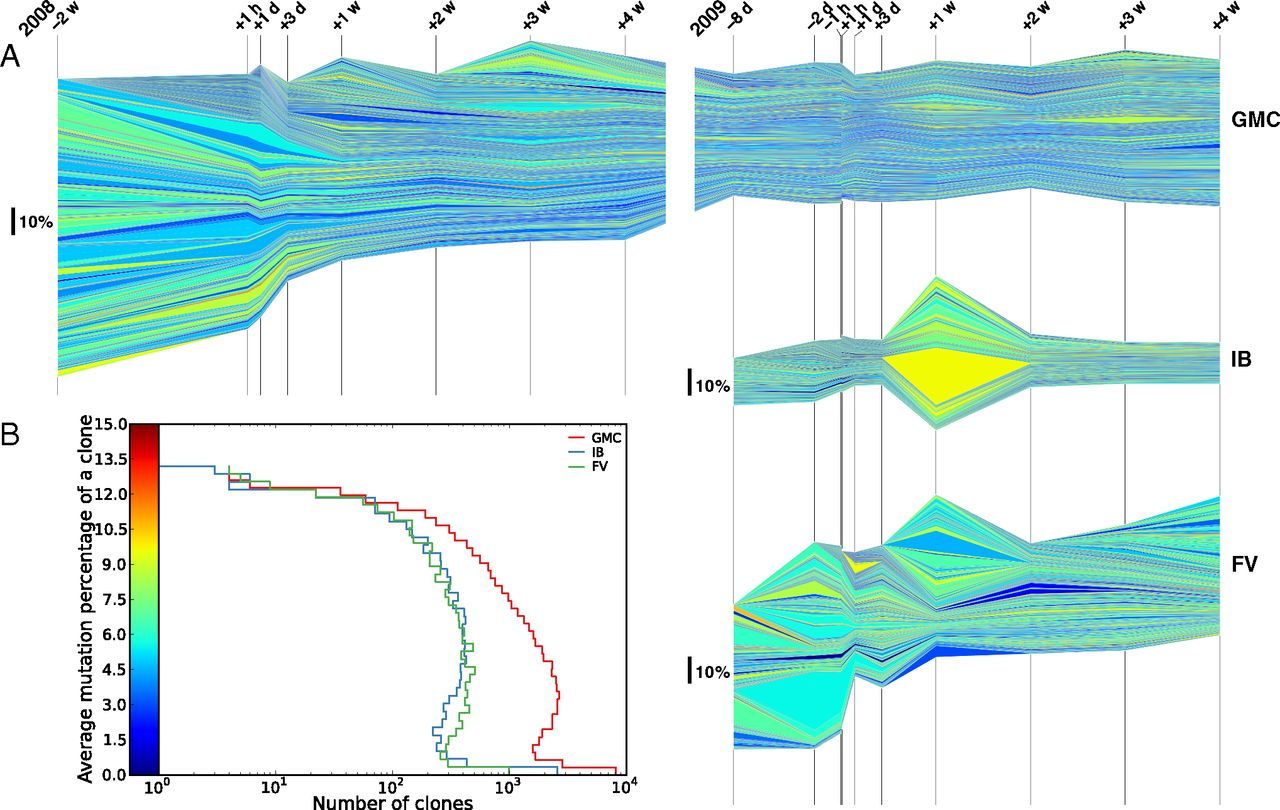 2008
−2 w
+1 h
+1 d
+3 d
+1 w
+2 w
+3 w
+4 w
2009
−8 d
−2 d
−1 h
+1 h
+1 d
+3 d
+1 w
+2 w
+3 w
+4 w
A
10%
GMC
10%
IB
10%
FV
B
Average mutation percentage of a clone
15.0
13.5
12.0
10.5
9.0
7.5
6.0
4.5
3.0
1.5
0.0
GMC
IB
FV
10⁰
10¹
10²
10³
10⁴
Number of clones